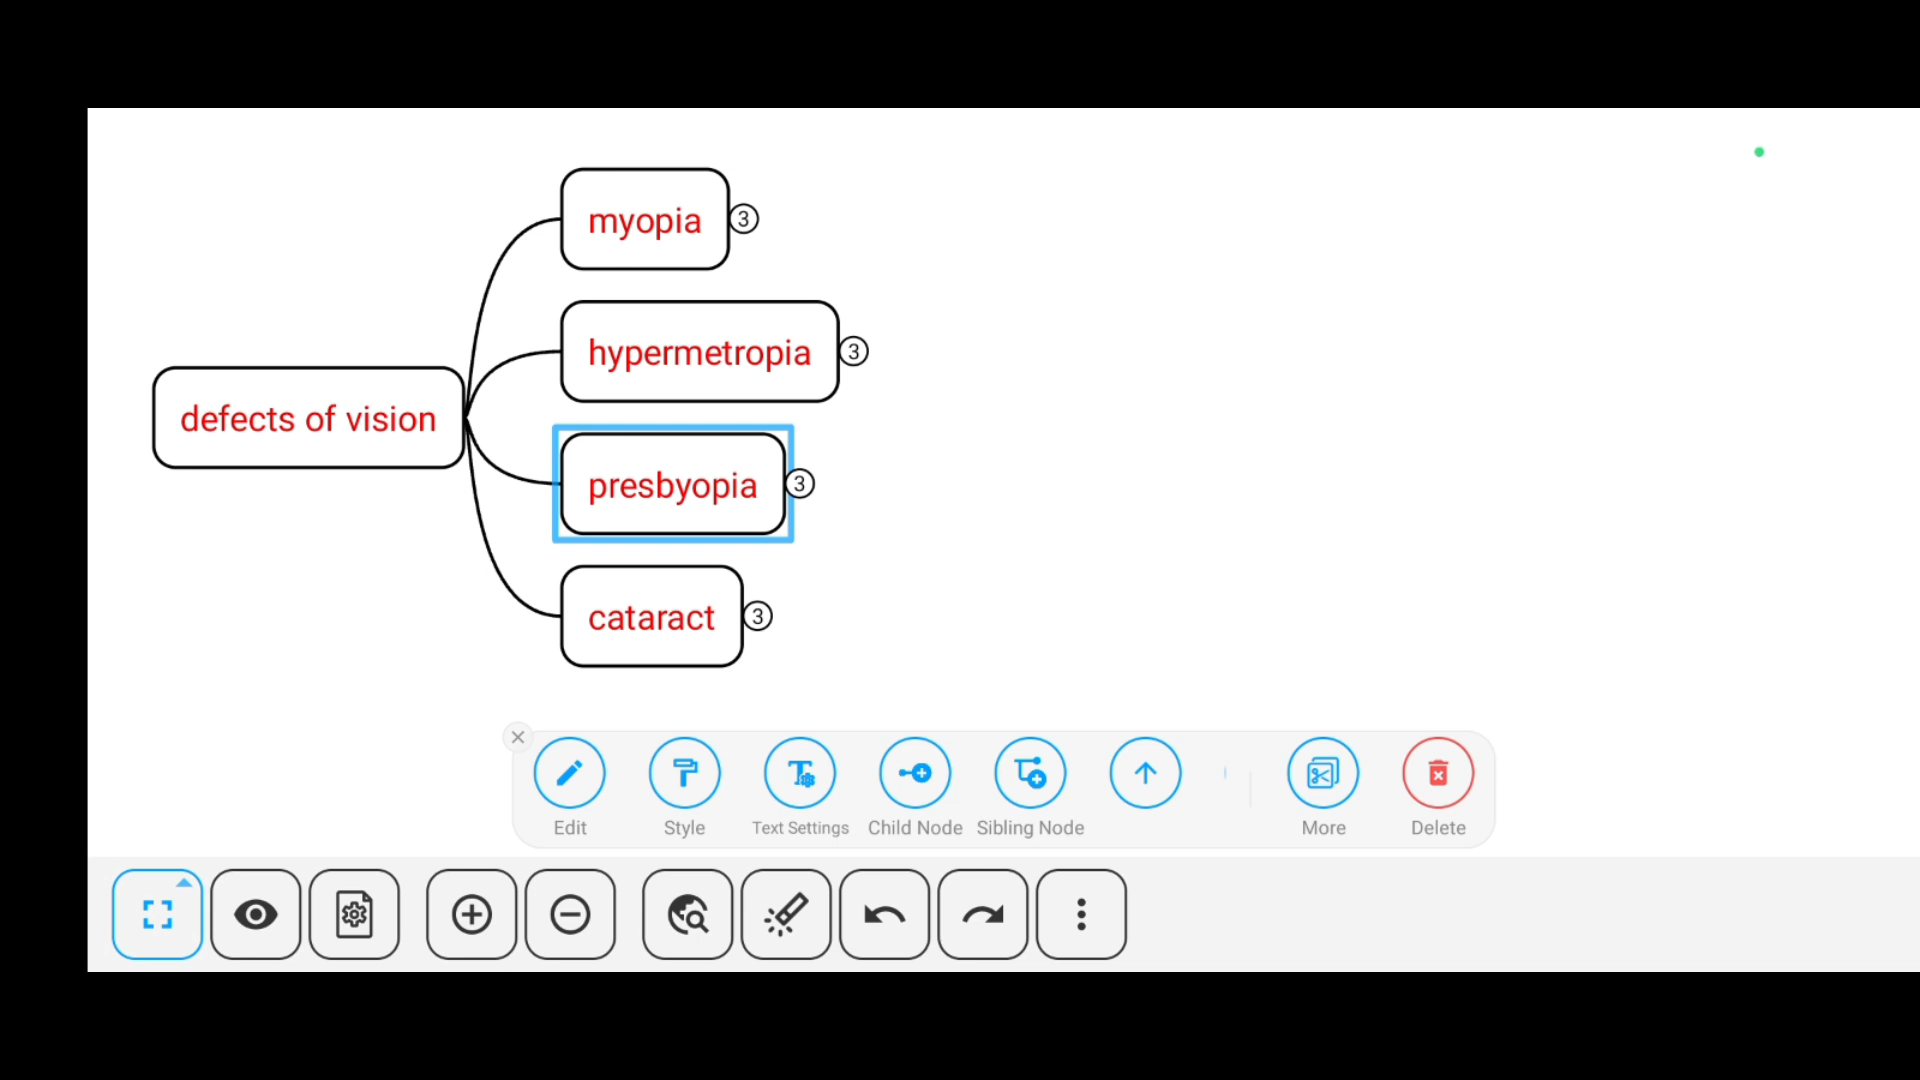 myopia 3
hypermetropia 3
defects of vision
presbyopia 3
cataract 3
Edit Style Text Settings Child Node Sibling Node More Delete